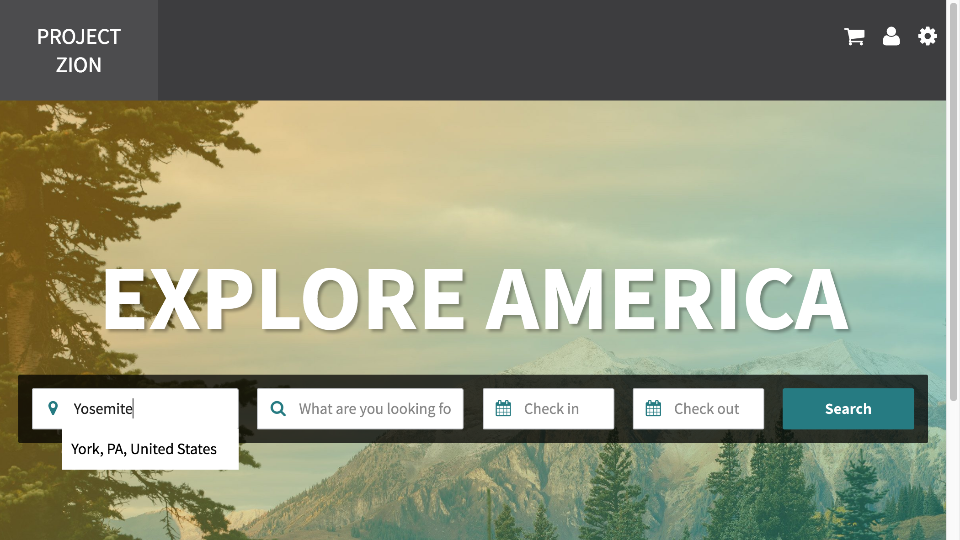 PROJECT
ZION
EXPLORE AMERICA
Yosemite
What are you looking fo
Check in
Check out
Search
York, PA, United States